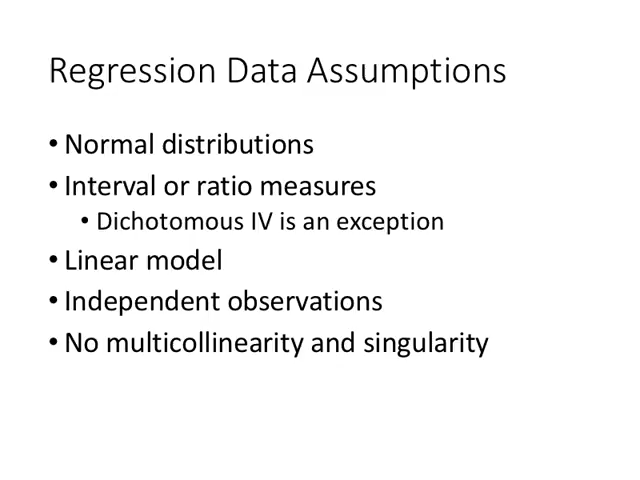 Regression Data Assumptions
• Normal distributions
• Interval or ratio measures
• Dichotomous IV is an exception
• Linear model
• Independent observations
• No multicollinearity and singularity